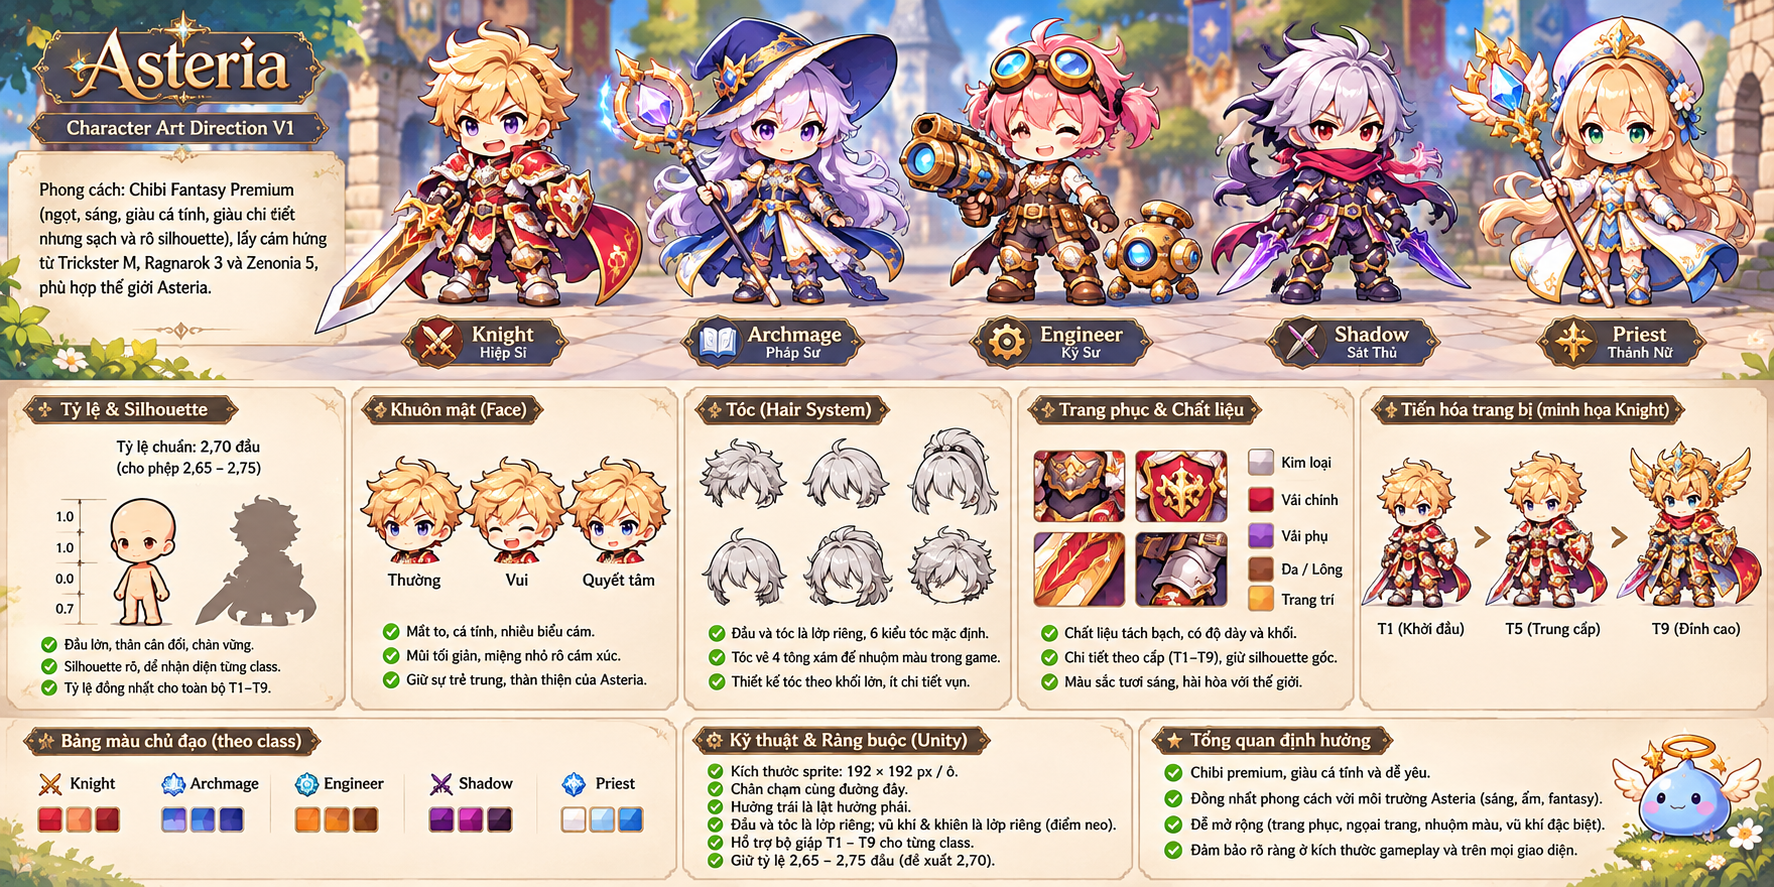 Asteria
Character Art Direction V1
Phong cách: Chibi Fantasy Premium
(ngọt, sáng, giàu cá tính, giàu chi tiết
nhưng sạch và rõ silhouette), lấy cảm hứng
từ Trickster M, Ragnarok 3 và Zenonia 5,
phù hợp thế giới Asteria.
Knight
Hiệp Sĩ
Archmage
Pháp Sư
Engineer
Kỹ Sư
Shadow
Sát Thủ
Priest
Thánh Nữ
Tỷ lệ & Silhouette
Tỷ lệ chuẩn: 2,70 đầu
(cho phép 2,65 – 2,75)
1.0
1.0
0.0
0.7
Đầu lớn, thân cân đối, chân vững.
Silhouette rõ, dể nhận diện từng class.
Tỷ lệ đồng nhất cho toàn bộ T1–T9.
Khuôn mặt (Face)
Thường
Vui
Quyết tâm
Mắt to, cá tính, nhiều biểu cảm.
Mũi tối giản, miệng nhỏ rõ cảm xúc.
Giữ sự trẻ trung, thân thiện của Asteria.
Tóc (Hair System)
Đầu và tóc là lớp riêng, 6 kiểu tóc mặc định.
Tóc vẽ 4 tông xám để nhuộm màu trong game.
Thiết kế tóc theo khối lớn, ít chi tiết vụn.
Trang phục & Chất liệu
Kim loại
Vải chính
Vải phụ
Da / Lông
Trang trí
Chất liệu tách bạch, có độ dày và khối.
Chi tiết theo cấp (T1–T9), giữ silhouette gốc.
Màu sắc tươi sáng, hài hòa với thế giới.
Tiến hóa trang bị (minh họa Knight)
T1 (Khởi đầu)
T5 (Trung cấp)
T9 (Đỉnh cao)
Bảng màu chủ đạo (theo class)
Knight
Archmage
Engineer
Shadow
Priest
Kỹ thuật & Ràng buộc (Unity)
Kích thước sprite: 192 × 192 px / ô.
Chân chạm cùng đường đáy.
Hướng trái là lật hướng phải.
Đầu và tóc là lớp riêng; vũ khí & khiên là lớp riêng (điểm neo).
Hỗ trợ bộ giáp T1 – T9 cho từng class.
Giữ tỷ lệ 2,65 – 2,75 đầu (đề xuất 2,70).
Tổng quan định hướng
Chibi premium, giàu cá tính và dễ yêu.
Đồng nhất phong cách với môi trường Asteria (sáng, ấm, fantasy).
Dễ mở rộng (trang phục, ngoại trang, nhuộm màu, vũ khí đặc biệt).
Đảm bảo rõ ràng ở kích thước gameplay và trên mọi giao diện.